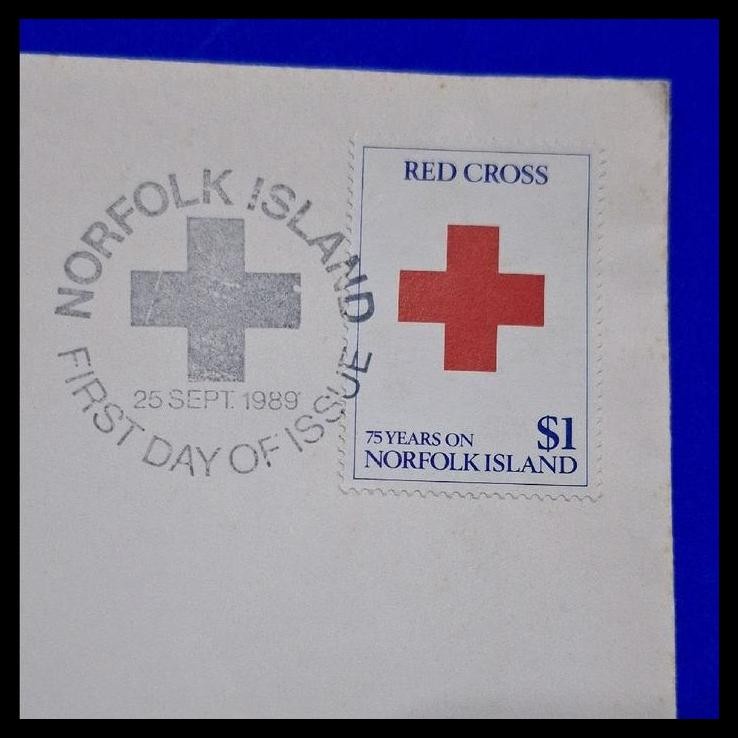 NORFOLK ISLAND
25 SEPT. 1989
FIRST DAY OF ISSUE
RED CROSS
75 YEARS ON
$1
NORFOLK ISLAND